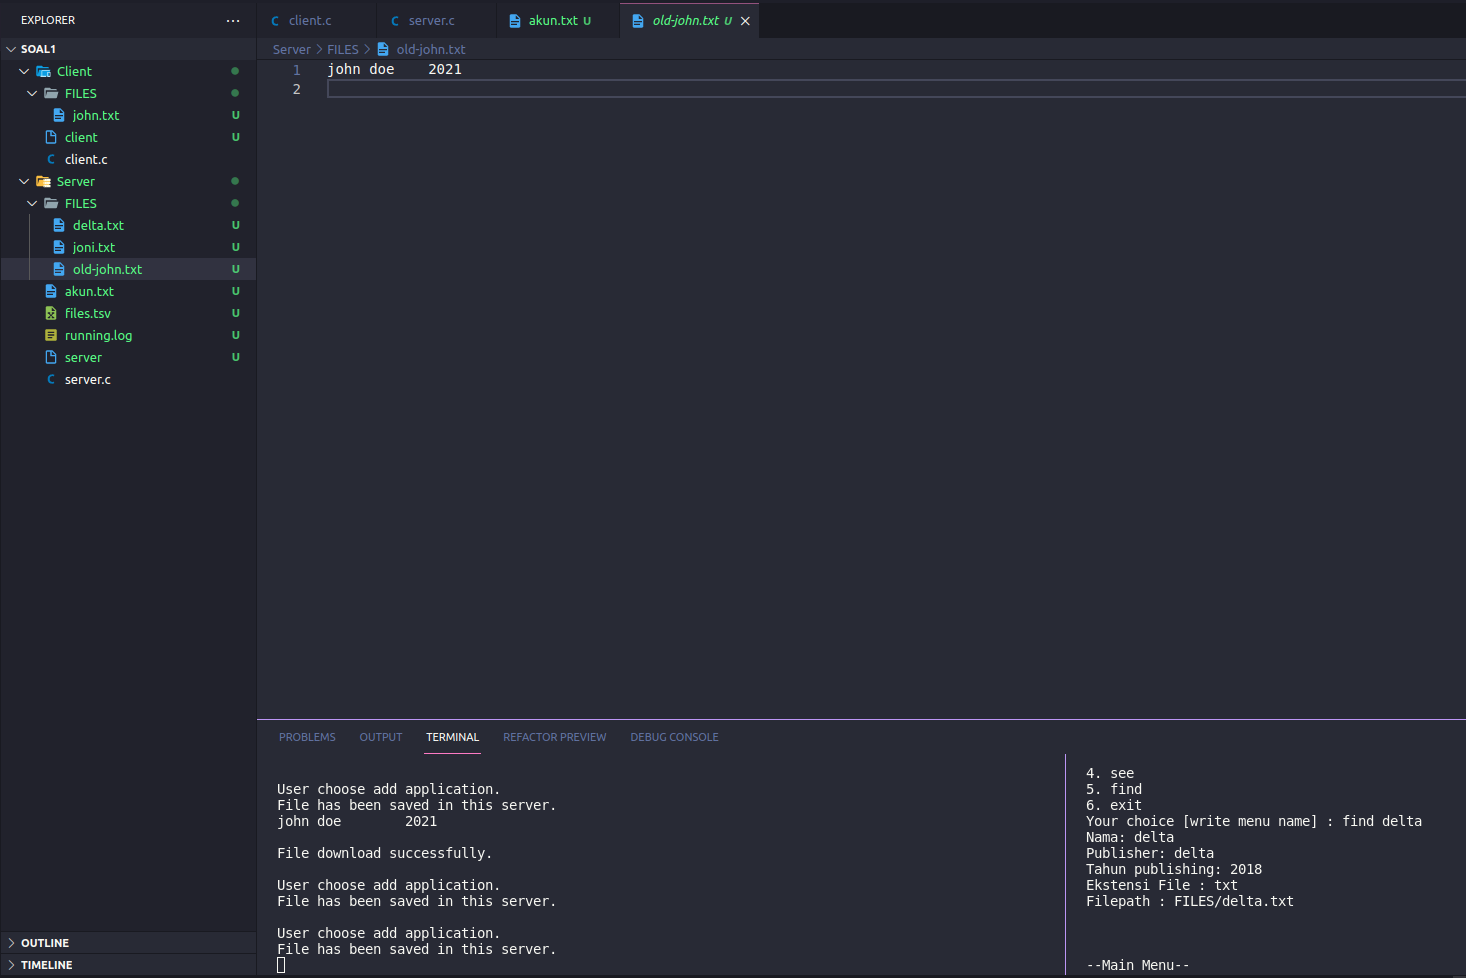 EXPLORER ...
SOAL1
Client
FILES
john.txt U
client U
C client.c
Server
FILES
delta.txt U
joni.txt U
old-john.txt U
akun.txt U
files.tsv U
running.log U
server U
C server.c
OUTLINE
TIMELINE
C client.c
C server.c
akun.txt U
old-john.txt U
Server > FILES > old-john.txt
1 john doe 2021
2
PROBLEMS OUTPUT TERMINAL REFACTOR PREVIEW DEBUG CONSOLE
User choose add application.
File has been saved in this server.
john doe 2021
File download successfully.
User choose add application.
File has been saved in this server.
User choose add application.
File has been saved in this server.
4. see
5. find
6. exit
Your choice [write menu name] : find delta
Nama: delta
Publisher: delta
Tahun publishing: 2018
Ekstensi File : txt
Filepath : FILES/delta.txt
--Main Menu--